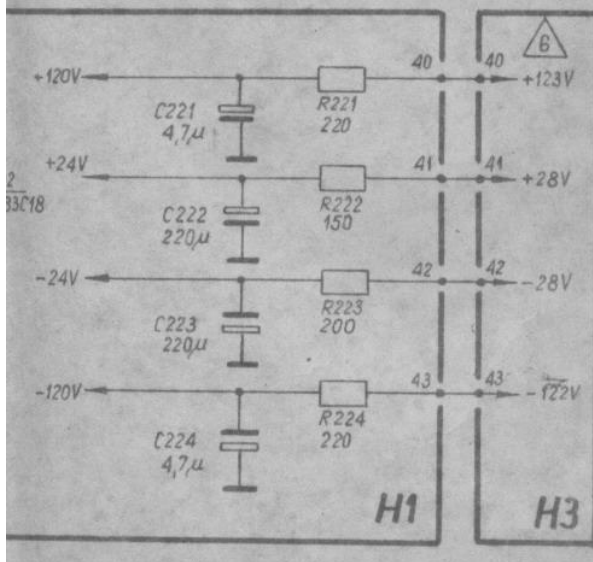 6
40 40
+120V +123V
C221
4,7μ
R221
220
+24V 41 41 +28V
2
33C18
C222
220μ
R222
150
-24V 42 42 -28V
C223
220μ
R223
200
-120V 43 43 -122V
C224
4,7μ
R224
220
H1 H3